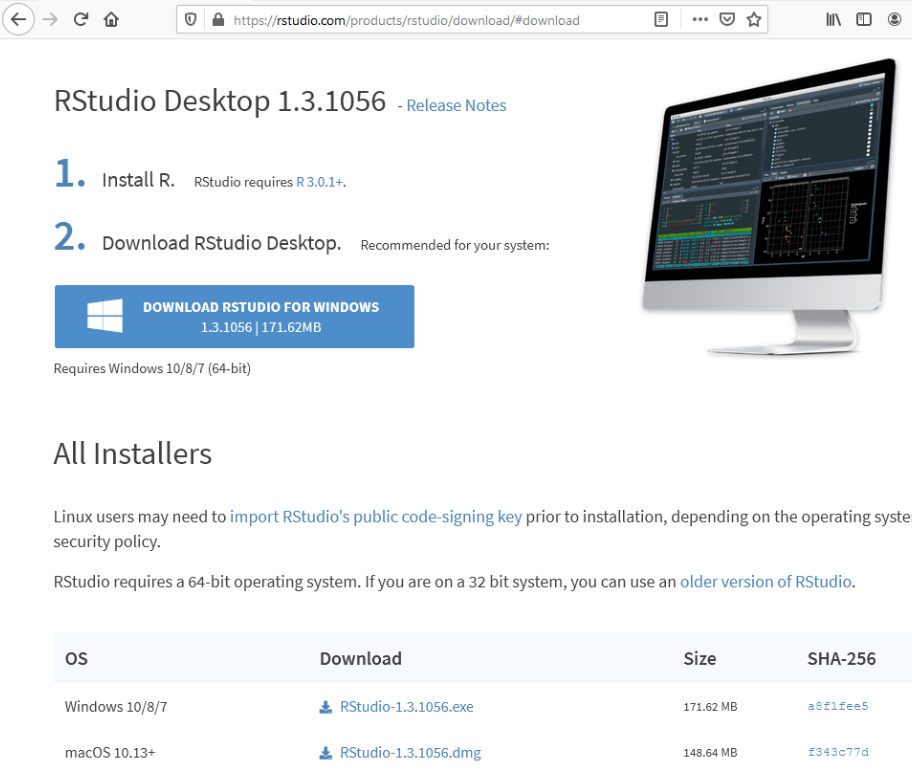 https://rstudio.com/products/rstudio/download/#download
RStudio Desktop 1.3.1056 - Release Notes
1. Install R. RStudio requires R 3.0.1+.
2. Download RStudio Desktop. Recommended for your system:
DOWNLOAD RSTUDIO FOR WINDOWS
1.3.1056 | 171.62MB
Requires Windows 10/8/7 (64-bit)
All Installers
Linux users may need to import RStudio's public code-signing key prior to installation, depending on the operating syste
security policy.
RStudio requires a 64-bit operating system. If you are on a 32 bit system, you can use an older version of RStudio.
OS Download Size SHA-256
Windows 10/8/7 RStudio-1.3.1056.exe 171.62 MB a8f1fee5
macOS 10.13+ RStudio-1.3.1056.dmg 148.64 MB f343c77d